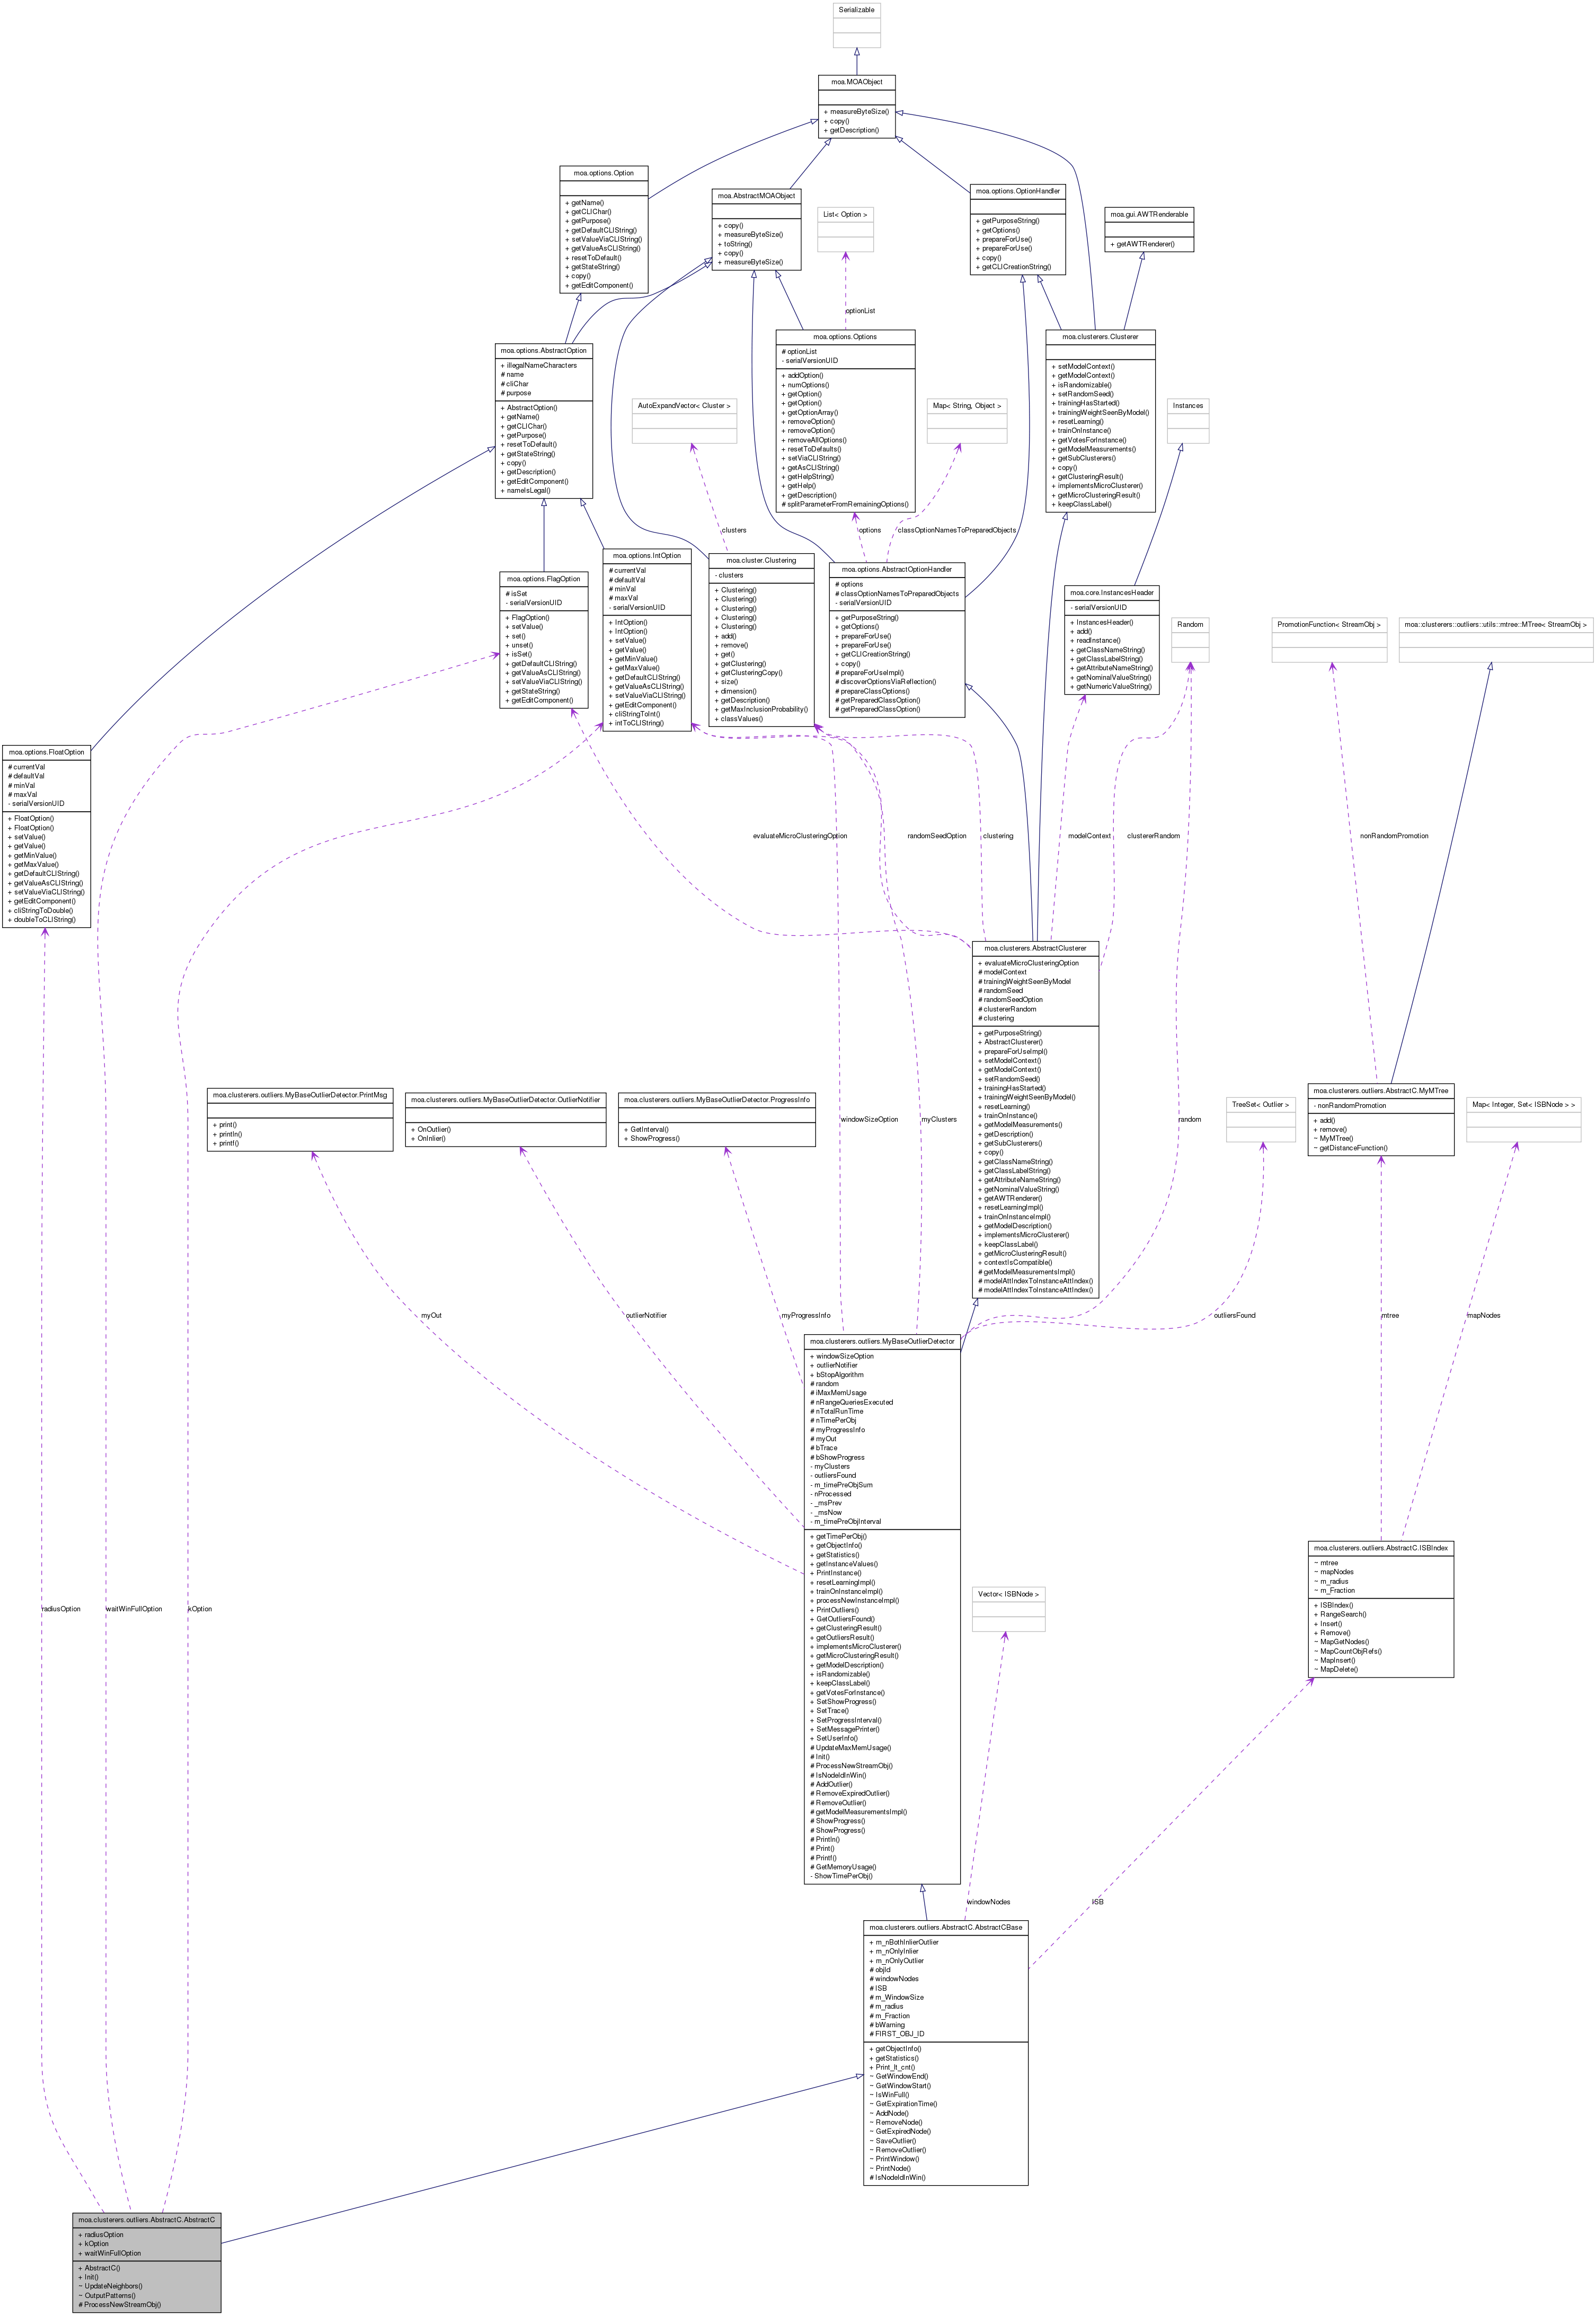 Serializable
moa.MOAObject
+ measureByteSize()
+ copy()
+ getDescription()
moa.options.Option
+ getName()
+ getCLIChar()
+ getPurpose()
+ getDefaultCLIString()
+ setValueViaCLIString()
+ getValueAsCLIString()
+ resetToDefault()
+ getStateString()
+ copy()
+ getEditComponent()
moa.AbstractMOAObject
+ copy()
+ measureByteSize()
+ toString()
+ copy()
+ measureByteSize()
List< Option >
moa.options.OptionHandler
+ getPurposeString()
+ getOptions()
+ prepareForUse()
+ prepareForUse()
+ copy()
+ getCLICreationString()
moa.gui.AWTRenderable
+ getAWTRenderer()
optionList
moa.options.AbstractOption
+ illegalNameCharacters
# name
# cliChar
# purpose
+ AbstractOption()
+ getName()
+ getCLIChar()
+ getPurpose()
+ resetToDefault()
+ getStateString()
+ copy()
+ getDescription()
+ getEditComponent()
+ nameIsLegal()
AutoExpandVector< Cluster >
moa.options.Options
# optionList
- serialVersionUID
+ addOption()
+ numOptions()
+ getOption()
+ getOption()
+ getOptionArray()
+ removeOption()
+ removeOption()
+ removeAllOptions()
+ resetToDefaults()
+ setViaCLIString()
+ getAsCLIString()
+ getHelpString()
+ getHelp()
+ getDescription()
# splitParameterFromRemainingOptions()
Map< String, Object >
moa.clusterers.Clusterer
+ setModelContext()
+ getModelContext()
+ isRandomizable()
+ setRandomSeed()
+ trainingHasStarted()
+ trainingWeightSeenByModel()
+ resetLearning()
+ trainOnInstance()
+ getVotesForInstance()
+ getModelMeasurements()
+ getSubClusterers()
+ copy()
+ getClusteringResult()
+ implementsMicroClusterer()
+ getMicroClusteringResult()
+ keepClassLabel()
Instances
clusters
options
classOptionNamesToPreparedObjects
moa.options.FlagOption
# isSet
- serialVersionUID
+ FlagOption()
+ setValue()
+ set()
+ unset()
+ isSet()
+ getDefaultCLIString()
+ getValueAsCLIString()
+ setValueViaCLIString()
+ getStateString()
+ getEditComponent()
moa.options.IntOption
# currentVal
# defaultVal
# minVal
# maxVal
- serialVersionUID
+ IntOption()
+ IntOption()
+ setValue()
+ getValue()
+ getMinValue()
+ getMaxValue()
+ getDefaultCLIString()
+ getValueAsCLIString()
+ setValueViaCLIString()
+ getEditComponent()
+ cliStringToInt()
+ intToCLIString()
moa.cluster.Clustering
- clusters
+ Clustering()
+ Clustering()
+ Clustering()
+ Clustering()
+ Clustering()
+ add()
+ remove()
+ get()
+ getClustering()
+ getClusteringCopy()
+ size()
+ dimension()
+ getDescription()
+ getMaxInclusionProbability()
+ classValues()
moa.options.AbstractOptionHandler
# options
# classOptionNamesToPreparedObjects
- serialVersionUID
+ getPurposeString()
+ getOptions()
+ prepareForUse()
+ prepareForUse()
+ getCLICreationString()
+ copy()
# prepareForUseImpl()
# discoverOptionsViaReflection()
# prepareClassOptions()
# getPreparedClassOption()
# getPreparedClassOption()
moa.core.InstancesHeader
- serialVersionUID
+ InstancesHeader()
+ add()
+ readInstance()
+ getClassNameString()
+ getClassLabelString()
+ getAttributeNameString()
+ getNominalValueString()
+ getNumericValueString()
Random
PromotionFunction< StreamObj >
moa::clusterers::outliers::utils::mtree::MTree< StreamObj >
moa.options.FloatOption
# currentVal
# defaultVal
# minVal
# maxVal
- serialVersionUID
+ FloatOption()
+ FloatOption()
+ setValue()
+ getValue()
+ getMinValue()
+ getMaxValue()
+ getDefaultCLIString()
+ getValueAsCLIString()
+ setValueViaCLIString()
+ getEditComponent()
+ cliStringToDouble()
+ doubleToCLIString()
evaluateMicroClusteringOption
randomSeedOption
clustering
modelContext
clustererRandom
nonRandomPromotion
moa.clusterers.AbstractClusterer
+ evaluateMicroClusteringOption
# modelContext
# trainingWeightSeenByModel
# randomSeed
# randomSeedOption
# clustererRandom
# clustering
+ getPurposeString()
+ AbstractClusterer()
+ prepareForUseImpl()
+ setModelContext()
+ getModelContext()
+ setRandomSeed()
+ trainingHasStarted()
+ trainingWeightSeenByModel()
+ resetLearning()
+ trainOnInstance()
+ getModelMeasurements()
+ getDescription()
+ getSubClusterers()
+ copy()
+ getClassNameString()
+ getClassLabelString()
+ getAttributeNameString()
+ getNominalValueString()
+ getAWTRenderer()
+ resetLearningImpl()
+ trainOnInstanceImpl()
+ getModelDescription()
+ implementsMicroClusterer()
+ keepClassLabel()
+ getMicroClusteringResult()
+ contextIsCompatible()
# getModelMeasurementsImpl()
# modelAttIndexToInstanceAttIndex()
# modelAttIndexToInstanceAttIndex()
moa.clusterers.outliers.MyBaseOutlierDetector.PrintMsg
+ print()
+ println()
+ printf()
moa.clusterers.outliers.MyBaseOutlierDetector.OutlierNotifier
+ OnOutlier()
+ OnInlier()
moa.clusterers.outliers.MyBaseOutlierDetector.ProgressInfo
+ GetInterval()
+ ShowProgress()
windowSizeOption
myClusters
random
TreeSet< Outlier >
moa.clusterers.outliers.AbstractC.MyMTree
- nonRandomPromotion
+ add()
+ remove()
~ MyMTree()
~ getDistanceFunction()
Map< Integer, Set< ISBNode > >
myOut
outlierNotifier
myProgressInfo
outliersFound
mtree
mapNodes
moa.clusterers.outliers.MyBaseOutlierDetector
+ windowSizeOption
+ outlierNotifier
+ bStopAlgorithm
# random
# iMaxMemUsage
# nRangeQueriesExecuted
# nTotalRunTime
# nTimePerObj
# myProgressInfo
# myOut
# bTrace
# bShowProgress
- myClusters
- outliersFound
- m_timePreObjSum
- nProcessed
- _msPrev
- _msNow
- m_timePreObjInterval
+ getTimePerObj()
+ getObjectInfo()
+ getStatistics()
+ getInstanceValues()
+ PrintInstance()
+ resetLearningImpl()
+ trainOnInstanceImpl()
+ processNewInstanceImpl()
+ PrintOutliers()
+ GetOutliersFound()
+ getClusteringResult()
+ getOutliersResult()
+ implementsMicroClusterer()
+ getMicroClusteringResult()
+ getModelDescription()
+ isRandomizable()
+ keepClassLabel()
+ getVotesForInstance()
+ SetShowProgress()
+ SetTrace()
+ SetProgressInterval()
+ SetMessagePrinter()
+ SetUserInfo()
# UpdateMaxMemUsage()
# Init()
# ProcessNewStreamObj()
# IsNodeIdInWin()
# AddOutlier()
# RemoveExpiredOutlier()
# RemoveOutlier()
# getModelMeasurementsImpl()
# ShowProgress()
# ShowProgress()
# Println()
# Print()
# Printf()
# GetMemoryUsage()
- ShowTimePerObj()
moa.clusterers.outliers.AbstractC.ISBIndex
~ mtree
~ mapNodes
~ m_radius
~ m_Fraction
+ ISBIndex()
+ RangeSearch()
+ Insert()
+ Remove()
~ MapGetNodes()
~ MapCountObjRefs()
~ MapInsert()
~ MapDelete()
Vector< ISBNode >
radiusOption
waitWinFullOption
kOption
windowNodes
ISB
moa.clusterers.outliers.AbstractC.AbstractCBase
+ m_nBothInlierOutlier
+ m_nOnlyInlier
+ m_nOnlyOutlier
# objId
# windowNodes
# ISB
# m_WindowSize
# m_radius
# m_Fraction
# bWarning
# FIRST_OBJ_ID
+ getObjectInfo()
+ getStatistics()
+ Print_lt_cnt()
~ GetWindowEnd()
~ GetWindowStart()
~ IsWinFull()
~ GetExpirationTime()
~ AddNode()
~ RemoveNode()
~ GetExpiredNode()
~ SaveOutlier()
~ RemoveOutlier()
~ PrintWindow()
~ PrintNode()
# IsNodeIdInWin()
moa.clusterers.outliers.AbstractC.AbstractC
+ radiusOption
+ kOption
+ waitWinFullOption
+ AbstractC()
+ Init()
~ UpdateNeighbors()
~ OutputPatterns()
# ProcessNewStreamObj()